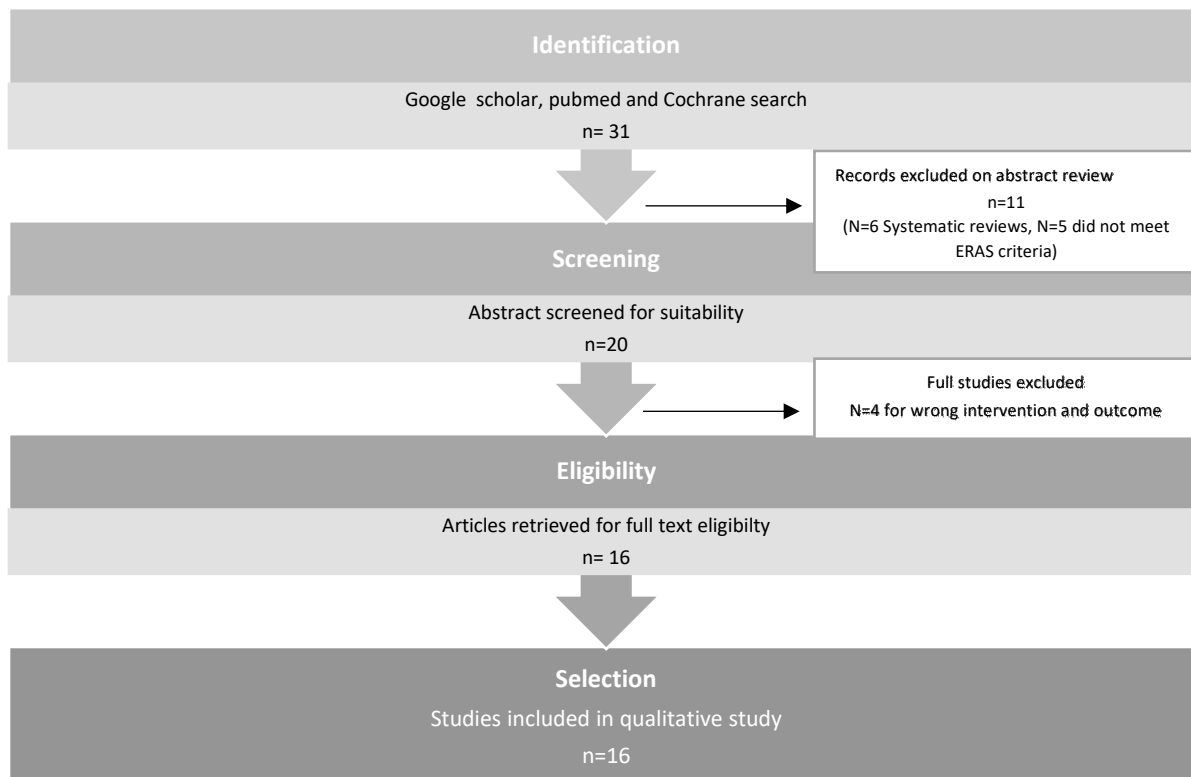 Identification
Google  scholar, pubmed and Cochrane search
n= 31
Records excluded on abstract review
n=11
(N=6 Systematic reviews, N=5 did not meet
ERAS criteria)
Screening
Abstract screened for suitability
n=20
Full studies excluded
N=4 for wrong intervention and outcome
Eligibility
Articles retrieved for full text eligibilty
n= 16
Selection
Studies included in qualitative study
n=16